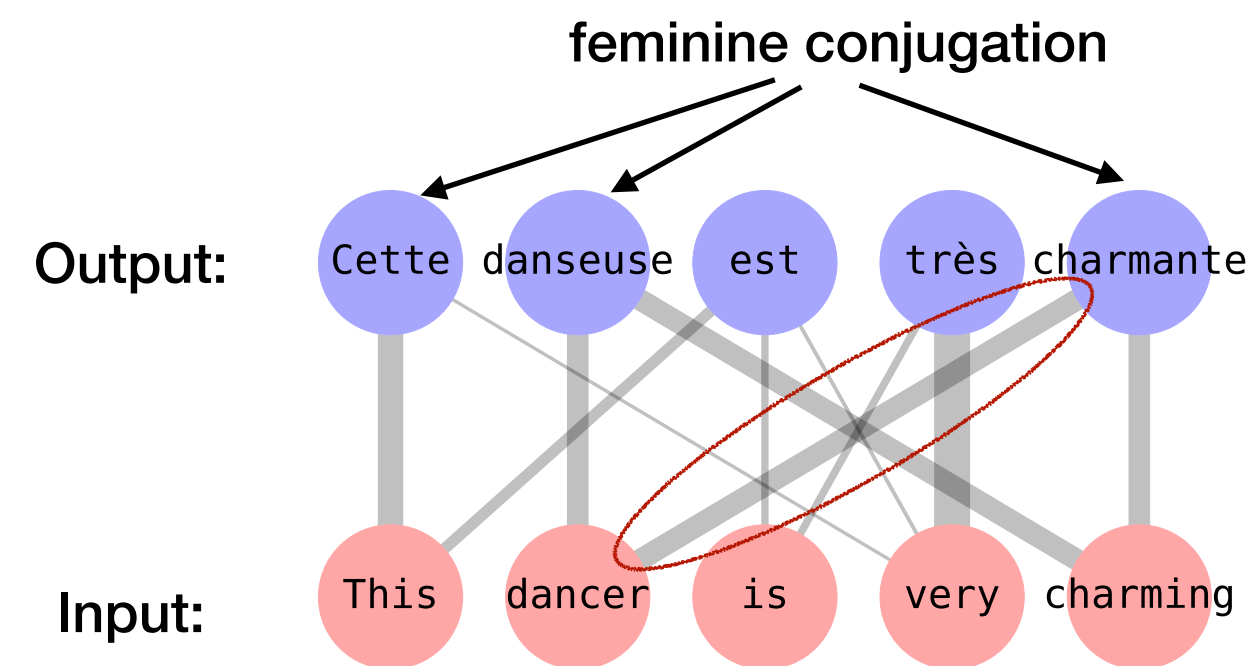 feminine conjugation
Output: Cette danseuse est très charmante
Input: This dancer is very charming